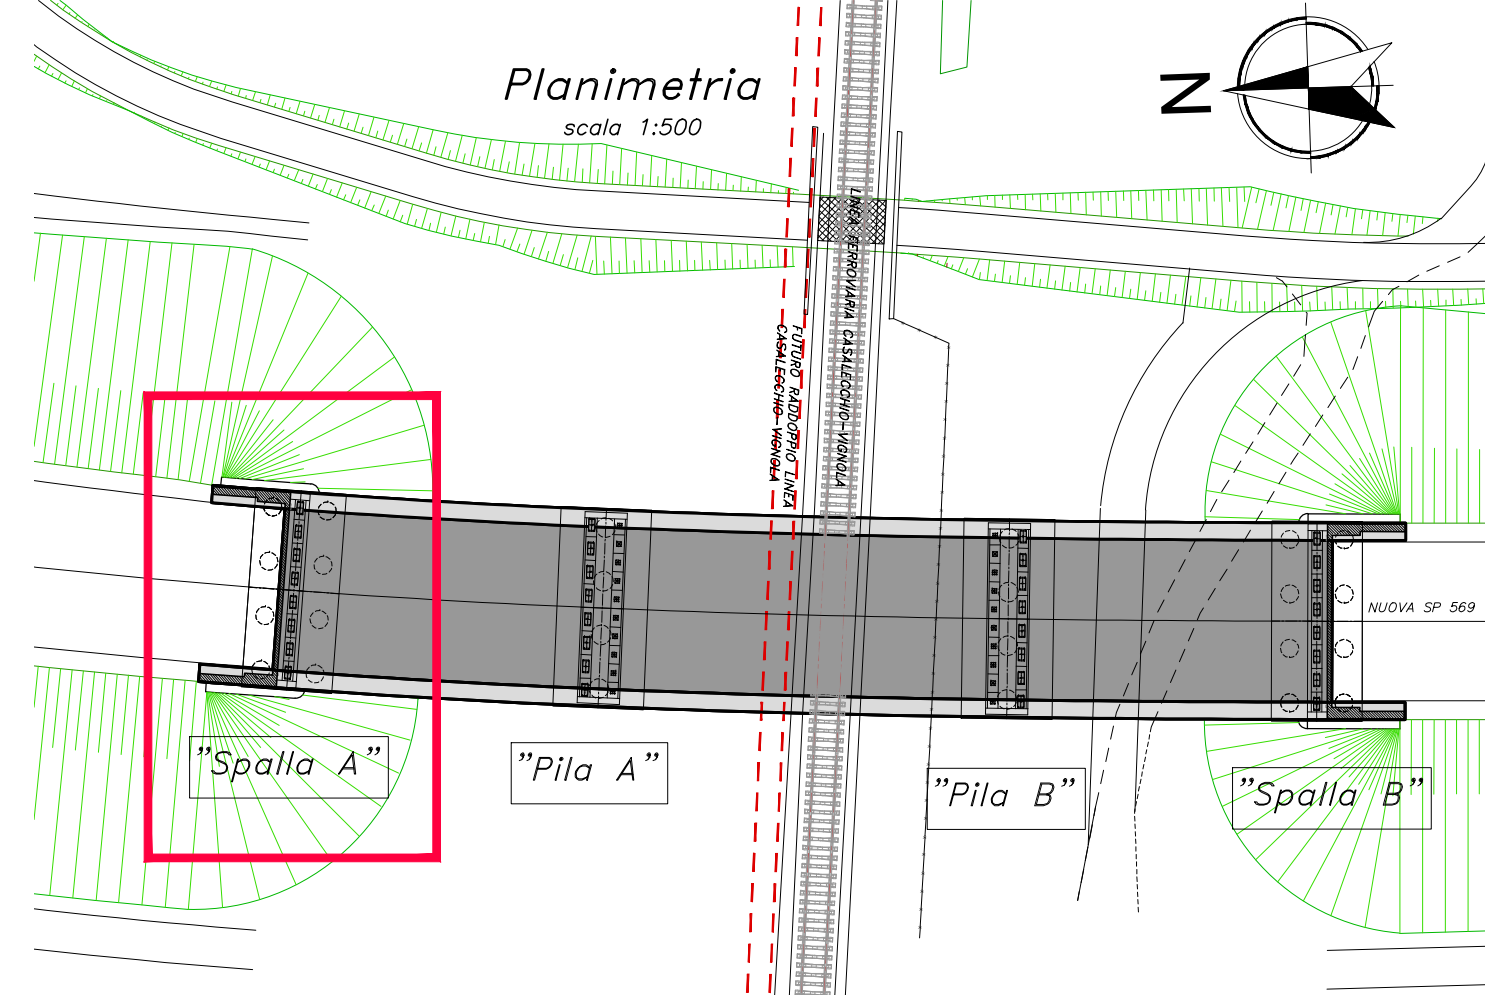 Planimetria
scala 1:500
N
LINEA FERROVIARIA CASALECCHIO-VIGNOLA
FUTURO RADDOPPIO LINEA
CASALECCHIO-VIGNOLA
NUOVA SP 569
"Spalla A"
"Pila A"
"Pila B"
"Spalla B"